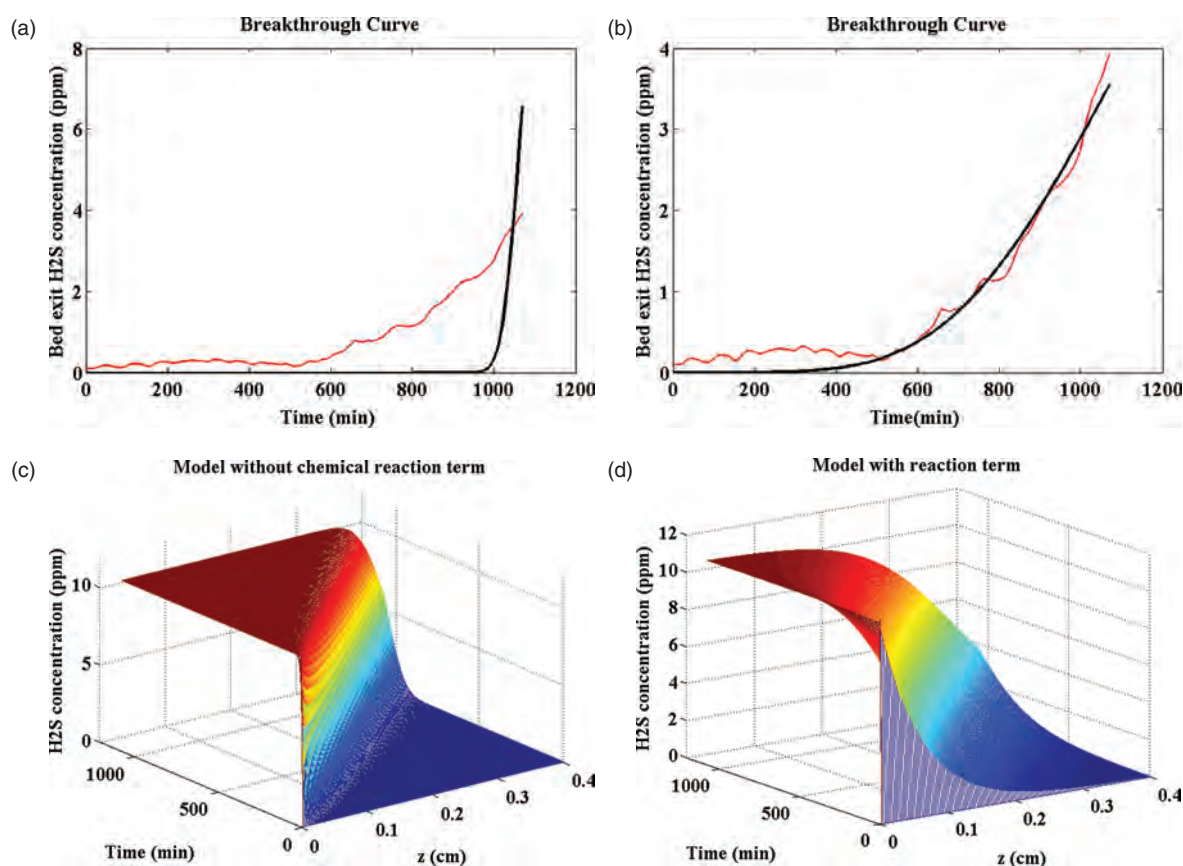 (a)
Breakthrough Curve
Bed exit H2S concentration (ppm)
8
6
4
2
0
0 200 400 600 800 1000 1200
Time (min)
(b)
Breakthrough Curve
Bed exit H2S concentration (ppm)
4
3
2
1
0
0 200 400 600 800 1000 1200
Time(min)
(c)
Model without chemical reaction term
H2S concentration (ppm)
10
5
0
1000
500
0
Time (min)
0
0.1
0.2
0.3
0.4
z (cm)
(d)
Model with reaction term
H2S concentration (ppm)
12
10
8
6
4
2
0
1000
500
0
Time (min)
0
0.1
0.2
0.3
0.4
z (cm)